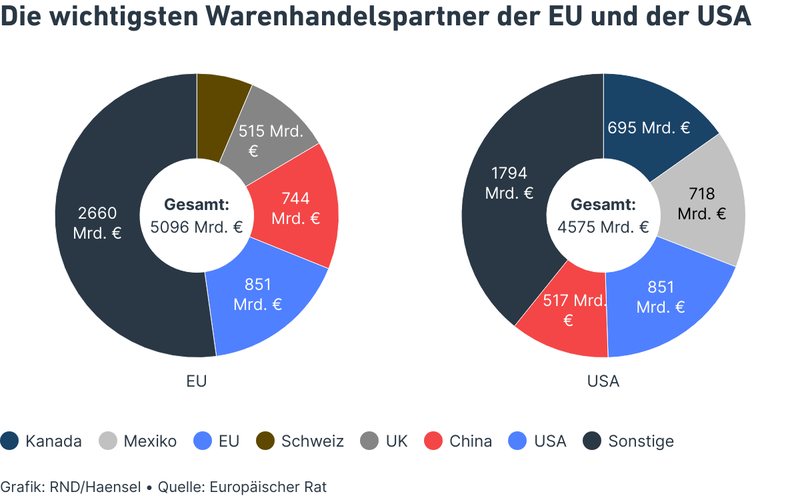 Die wichtigsten Warenhandelspartner der EU und der USA
515 Mrd.
€
744
Mrd. €
851
Mrd. €
2660
Mrd. €
Gesamt:
5096 Mrd. €
EU
695 Mrd. €
718
Mrd. €
851
Mrd. €
517 Mrd.
€
1794
Mrd. €
Gesamt:
4575 Mrd. €
USA
Kanada Mexiko EU Schweiz UK China USA Sonstige
Grafik: RND/Haensel • Quelle: Europäischer Rat